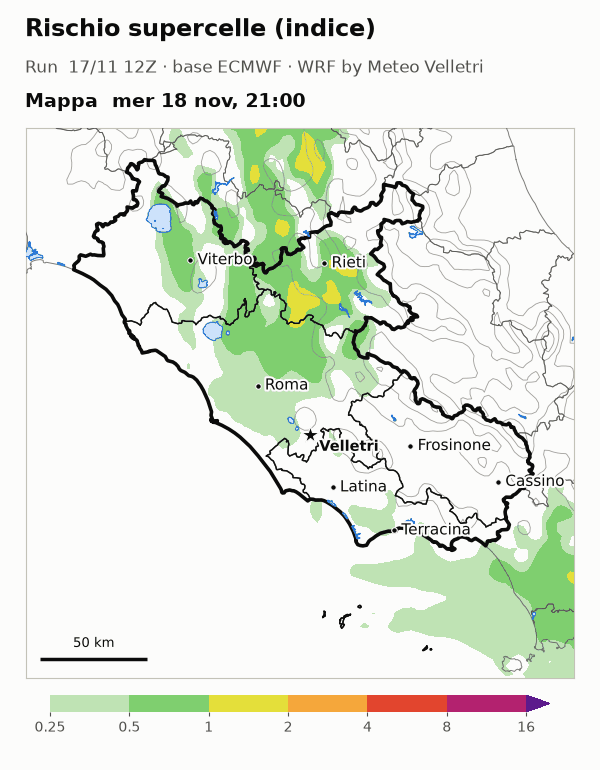 Rischio supercelle (indice)
Run  17/11 12Z · base ECMWF · WRF by Meteo Velletri
Mappa  mer 18 nov, 21:00
Viterbo
Rieti
Roma
Velletri
Frosinone
Latina
Cassino
Terracina
50 km
0.25 0.5 1 2 4 8 16